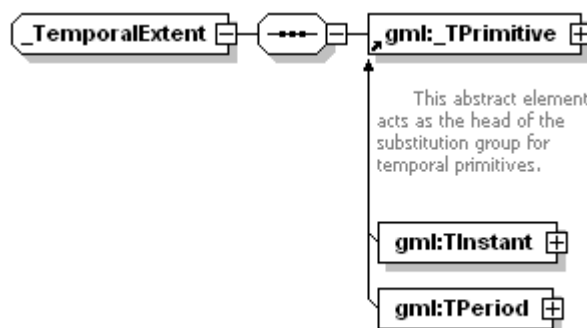 _TemporalExtent
gml:_TPrimitive
This abstract element
acts as the head of the
substitution group for
temporal primitives.
gml:TInstant
gml:TPeriod